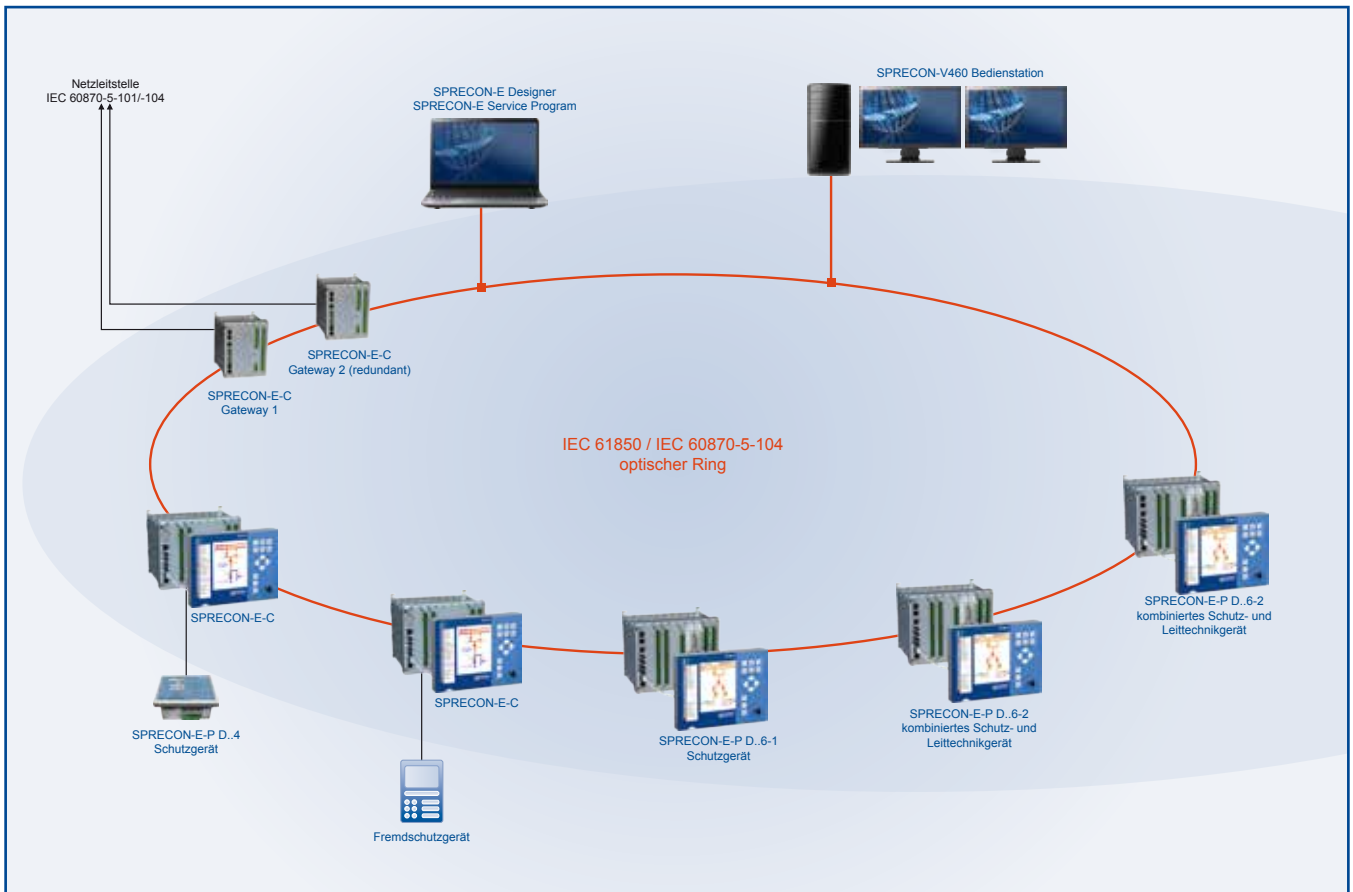 Netzleitstelle
IEC 60870-5-101/-104
SPRECON-E Designer
SPRECON-E Service Program
SPRECON-V460 Bedienstation
SPRECON-E-C
Gateway 2 (redundant)
SPRECON-E-C
Gateway 1
IEC 61850 / IEC 60870-5-104
optischer Ring
SPRECON-E-C
SPRECON-E-P D..4
Schutzgerät
SPRECON-E-C
Fremdschutzgerät
SPRECON-E-P D..6-1
Schutzgerät
SPRECON-E-P D..6-2
kombiniertes Schutz- und
Leittechnikgerät
SPRECON-E-P D..6-2
kombiniertes Schutz- und
Leittechnikgerät